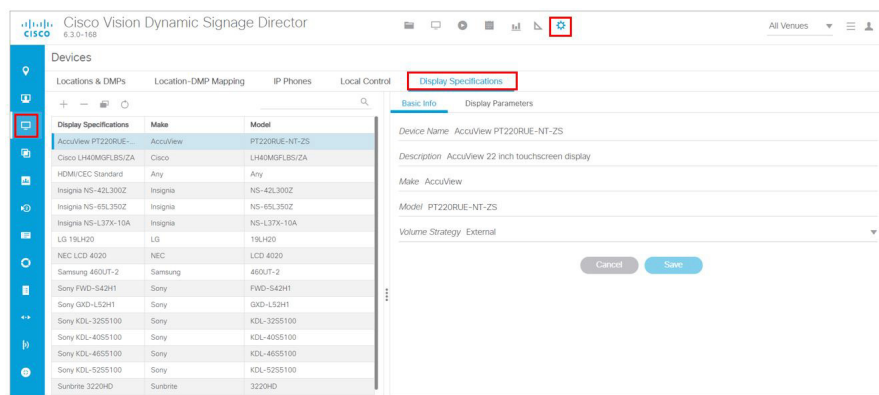 CISCO
Cisco Vision Dynamic Signage Director
6.3.0-168
All Venues
Devices
Locations & DMPs
Location-DMP Mapping
IP Phones
Local Control
Display Specifications
Display Specifications Make Model
AccuView PT220RUE-... AccuView PT220RUE-NT-ZS
Cisco LH40MGFLBS/ZA Cisco LH40MGFLBS/ZA
HDMI/CEC Standard Any Any
Insignia NS-42L300Z Insignia NS-42L300Z
Insignia NS-65L350Z Insignia NS-65L350Z
Insignia NS-L37X-10A Insignia NS-L37X-10A
LG 19LH20 LG 19LH20
NEC LCD 4020 NEC LCD 4020
Samsung 460UT-2 Samsung 460UT-2
Sony FWD-S42H1 Sony FWD-S42H1
Sony GXD-L52H1 Sony GXD-L52H1
Sony KDL-32S5100 Sony KDL-32S5100
Sony KDL-40S5100 Sony KDL-40S5100
Sony KDL-46S5100 Sony KDL-46S5100
Sony KDL-52S5100 Sony KDL-52S5100
Sunbrite 3220HD Sunbrite 3220HD
Basic Info
Display Parameters
Device Name AccuView PT220RUE-NT-ZS
Description AccuView 22 inch touchscreen display
Make AccuView
Model PT220RUE-NT-ZS
Volume Strategy External
Cancel
Save